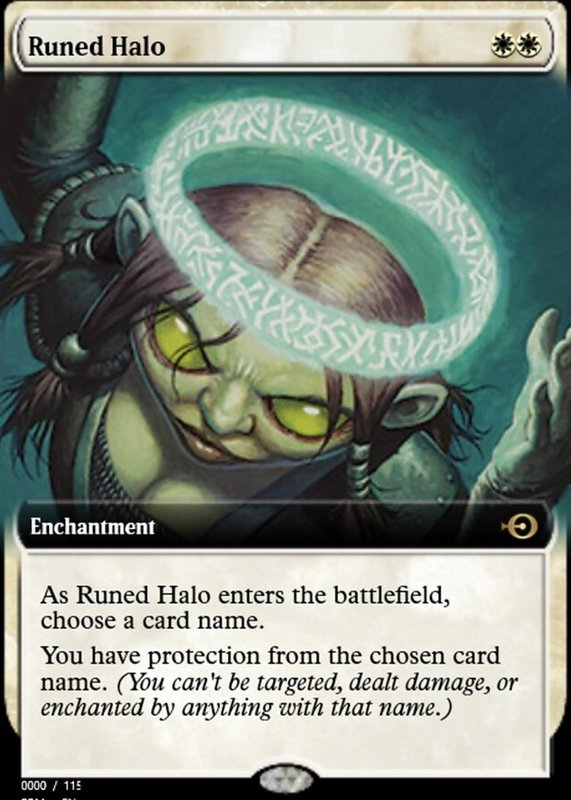 Runed Halo
Enchantment
As Runed Halo enters the battlefield,
choose a card name.
You have protection from the chosen card
name. (You can't be targeted, dealt damage, or
enchanted by anything with that name.)
0000 / 115